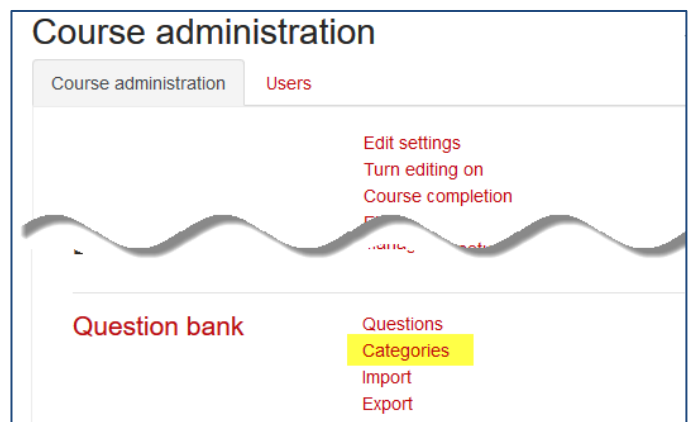 Course administration
Course administration Users
Edit settings
Turn editing on
Course completion
Question bank Questions
Categories
Import
Export